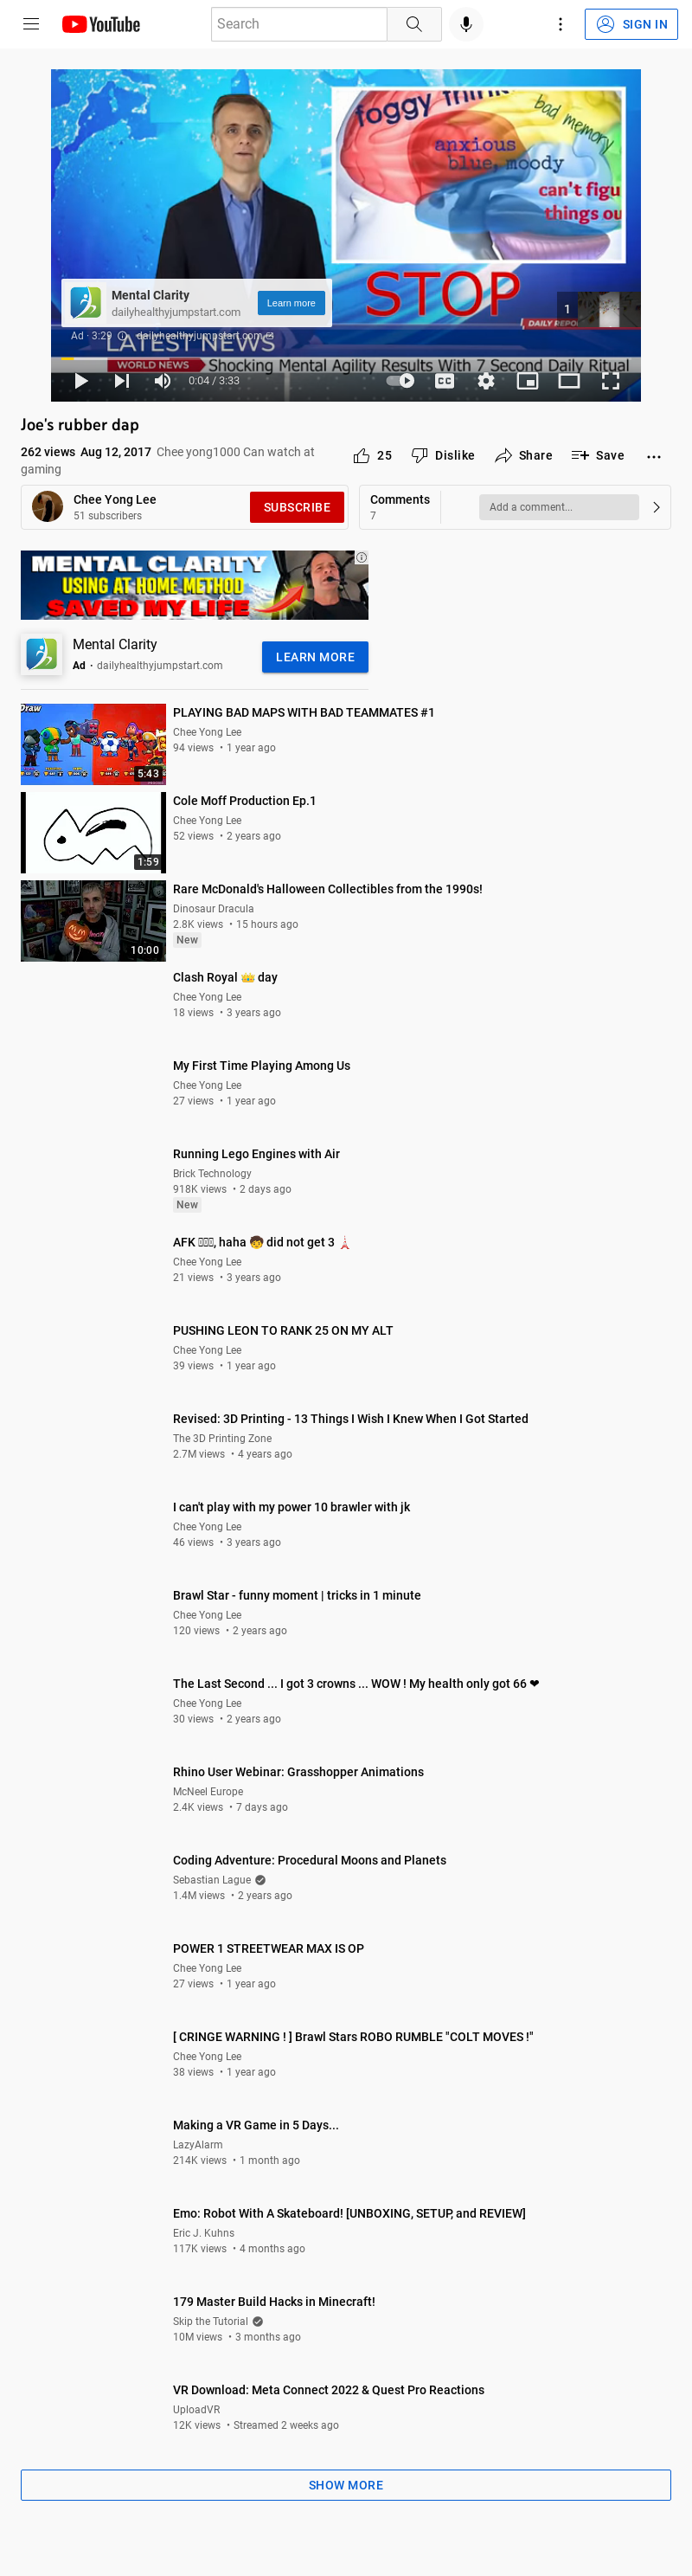 YouTube
Search
SIGN IN
foggy thin
bad memory
anxious
blue, moody
can't figu
things ou
STOP
Mental Clarity
dailyhealthyjumpstart.com
Learn more
1
Ad · 3:29
dailyhealthyjumpstart.com
LATEST NEWS
DAILY REPO
WORLD NEWS
Shocking Mental Agility Results With 7 Second Daily Ritual
0:04 / 3:33
CC
Joe's rubber dap
262 views Aug 12, 2017 Chee yong1000 Can watch at
gaming
25
Dislike
Share
Save
Chee Yong Lee
51 subscribers
SUBSCRIBE
Comments
7
Add a comment...
MENTAL CLARITY
USING AT HOME METHOD
SAVED MY LIFE
Mental Clarity
Ad · dailyhealthyjumpstart.com
LEARN MORE
Draw
5:43
PLAYING BAD MAPS WITH BAD TEAMMATES #1
Chee Yong Lee
94 views • 1 year ago
1:59
Cole Moff Production Ep.1
Chee Yong Lee
52 views • 2 years ago
10:00
Rare McDonald's Halloween Collectibles from the 1990s!
Dinosaur Dracula
2.8K views • 15 hours ago
New
Clash Royal 👑 day
Chee Yong Lee
18 views • 3 years ago
My First Time Playing Among Us
Chee Yong Lee
27 views • 1 year ago
Running Lego Engines with Air
Brick Technology
918K views • 2 days ago
New
AFK , haha 🧒 did not get 3 🗼
Chee Yong Lee
21 views • 3 years ago
PUSHING LEON TO RANK 25 ON MY ALT
Chee Yong Lee
39 views • 1 year ago
Revised: 3D Printing - 13 Things I Wish I Knew When I Got Started
The 3D Printing Zone
2.7M views • 4 years ago
I can't play with my power 10 brawler with jk
Chee Yong Lee
46 views • 3 years ago
Brawl Star - funny moment | tricks in 1 minute
Chee Yong Lee
120 views • 2 years ago
The Last Second ... I got 3 crowns ... WOW ! My health only got 66 ❤
Chee Yong Lee
30 views • 2 years ago
Rhino User Webinar: Grasshopper Animations
McNeel Europe
2.4K views • 7 days ago
Coding Adventure: Procedural Moons and Planets
Sebastian Lague
1.4M views • 2 years ago
POWER 1 STREETWEAR MAX IS OP
Chee Yong Lee
27 views • 1 year ago
[ CRINGE WARNING ! ] Brawl Stars ROBO RUMBLE "COLT MOVES !"
Chee Yong Lee
38 views • 1 year ago
Making a VR Game in 5 Days...
LazyAlarm
214K views • 1 month ago
Emo: Robot With A Skateboard! [UNBOXING, SETUP, and REVIEW]
Eric J. Kuhns
117K views • 4 months ago
179 Master Build Hacks in Minecraft!
Skip the Tutorial
10M views • 3 months ago
VR Download: Meta Connect 2022 & Quest Pro Reactions
UploadVR
12K views • Streamed 2 weeks ago
SHOW MORE